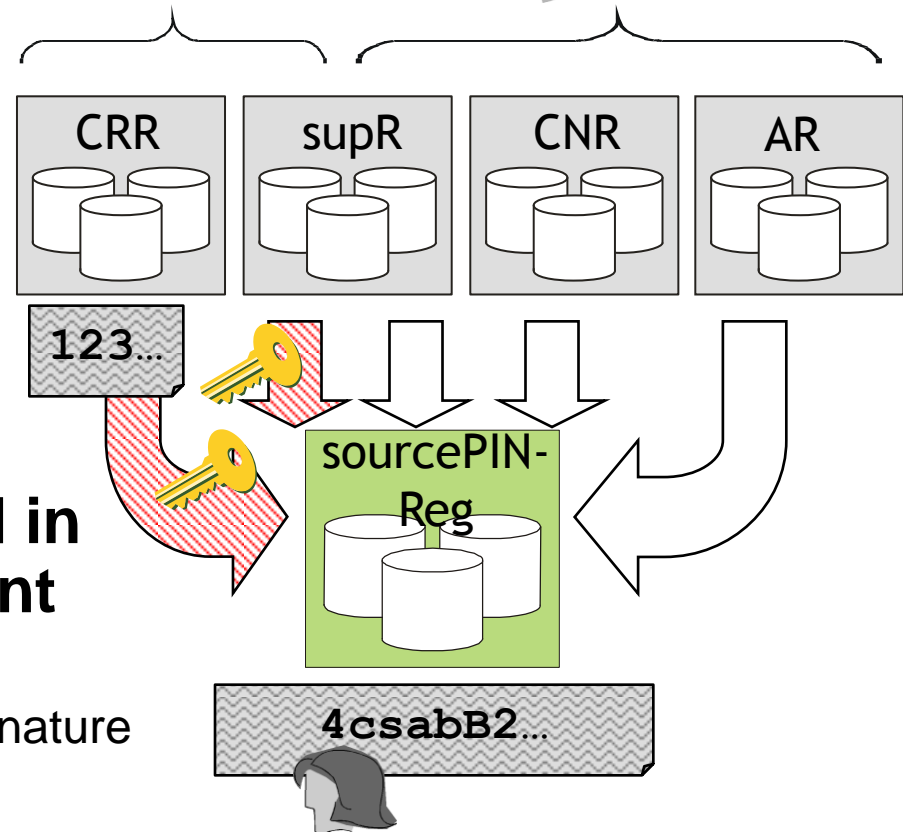 CRR
supR
CNR
AR
123…
sourcePIN-
Reg
in
nt
nature
4csabB2…